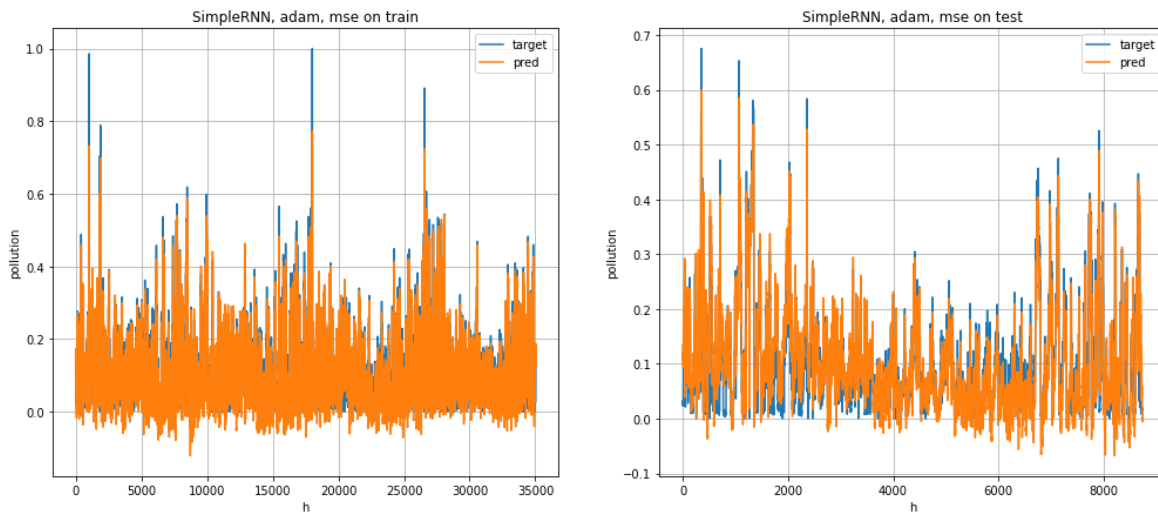 SimpleRNN, adam, mse on train
target
pred
1.0
0.8
0.6
0.4
0.2
0.0
pollution
0
5000
10000
15000
20000
25000
30000
35000
h
SimpleRNN, adam, mse on test
target
pred
0.7
0.6
0.5
0.4
0.3
0.2
0.1
0.0
−0.1
pollution
0
2000
4000
6000
8000
h